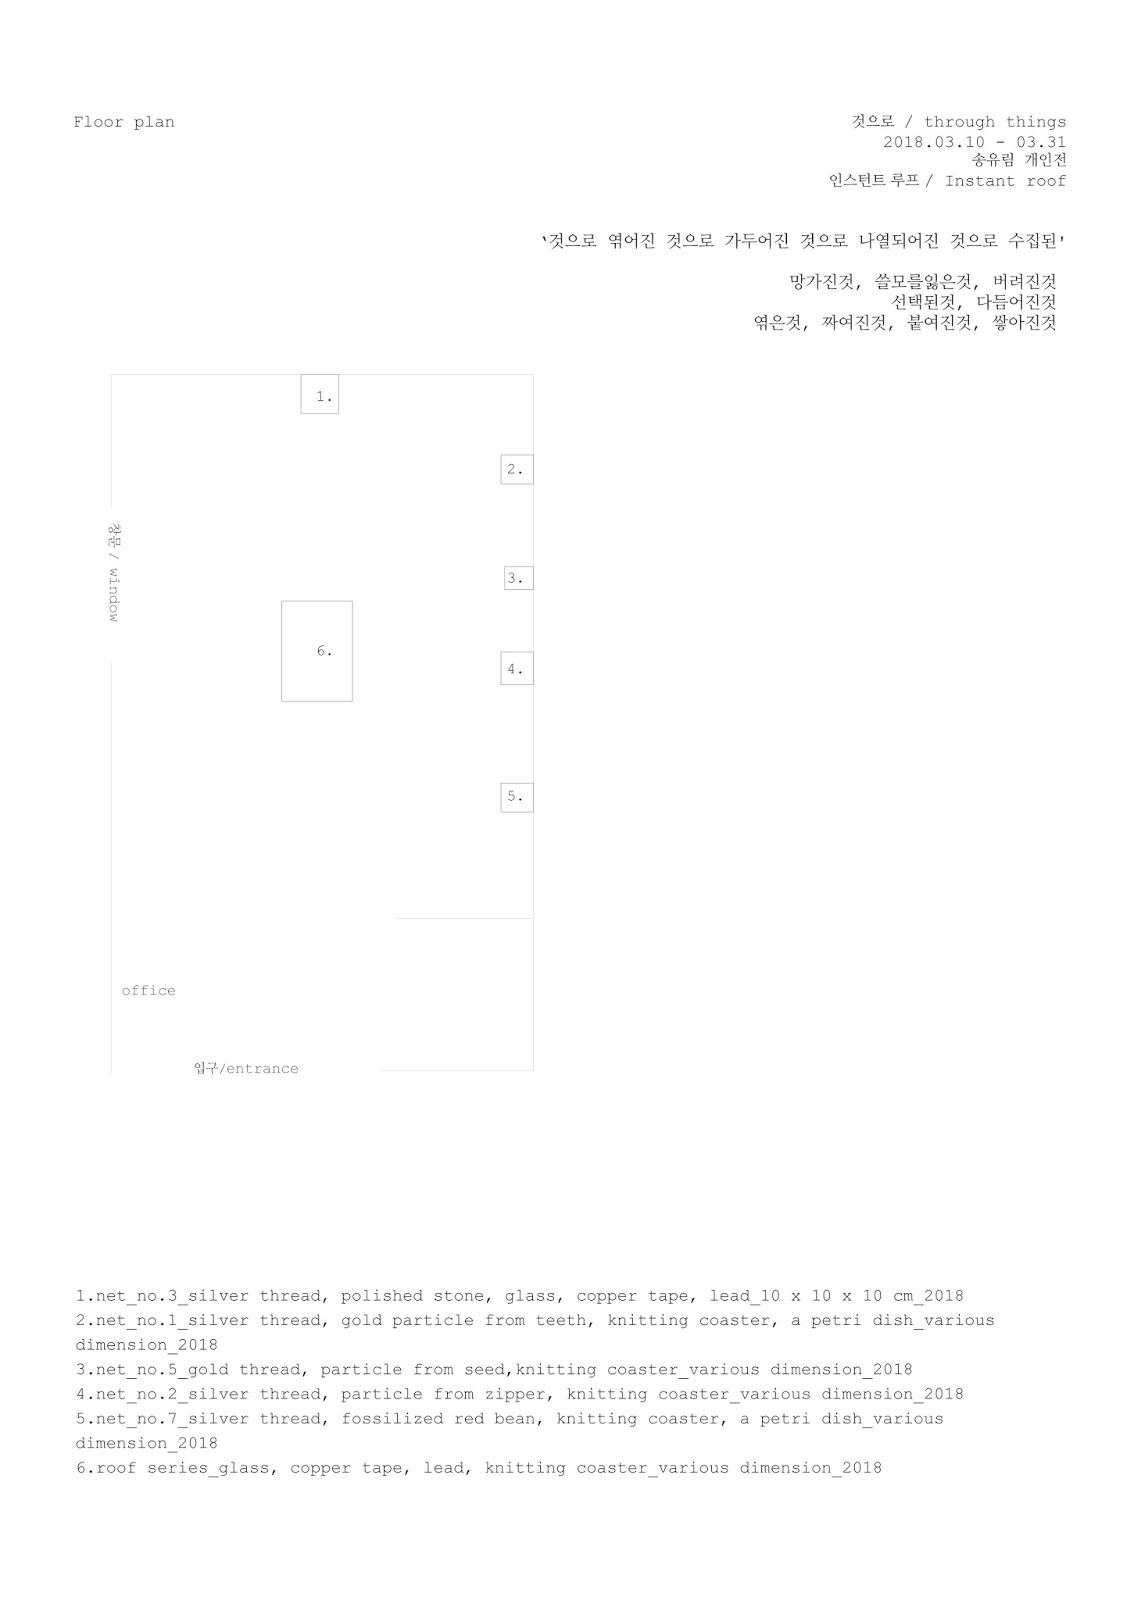 Floor plan
것으로 / through things
2018.03.10 - 03.31
송유림 개인전
인스턴트 루프 / Instant roof
'것으로 엮어진 것으로 가두어진 것으로 나열되어진 것으로 수집된'
망가진것, 쓸모를잃은것, 버려진것
선택된것, 다듬어진것
엮은것, 짜여진것, 붙여진것, 쌓아진것
1.
2.
창문 / window
3.
6.
4.
5.
office
입구/entrance
1.net_no.3_silver thread, polished stone, glass, copper tape, lead_10 x 10 x 10 cm_2018
2.net_no.1_silver thread, gold particle from teeth, knitting coaster, a petri dish_various
dimension_2018
3.net_no.5_gold thread, particle from seed,knitting coaster_various dimension_2018
4.net_no.2_silver thread, particle from zipper, knitting coaster_various dimension_2018
5.net_no.7_silver thread, fossilized red bean, knitting coaster, a petri dish_various
dimension_2018
6.roof series_glass, copper tape, lead, knitting coaster_various dimension_2018